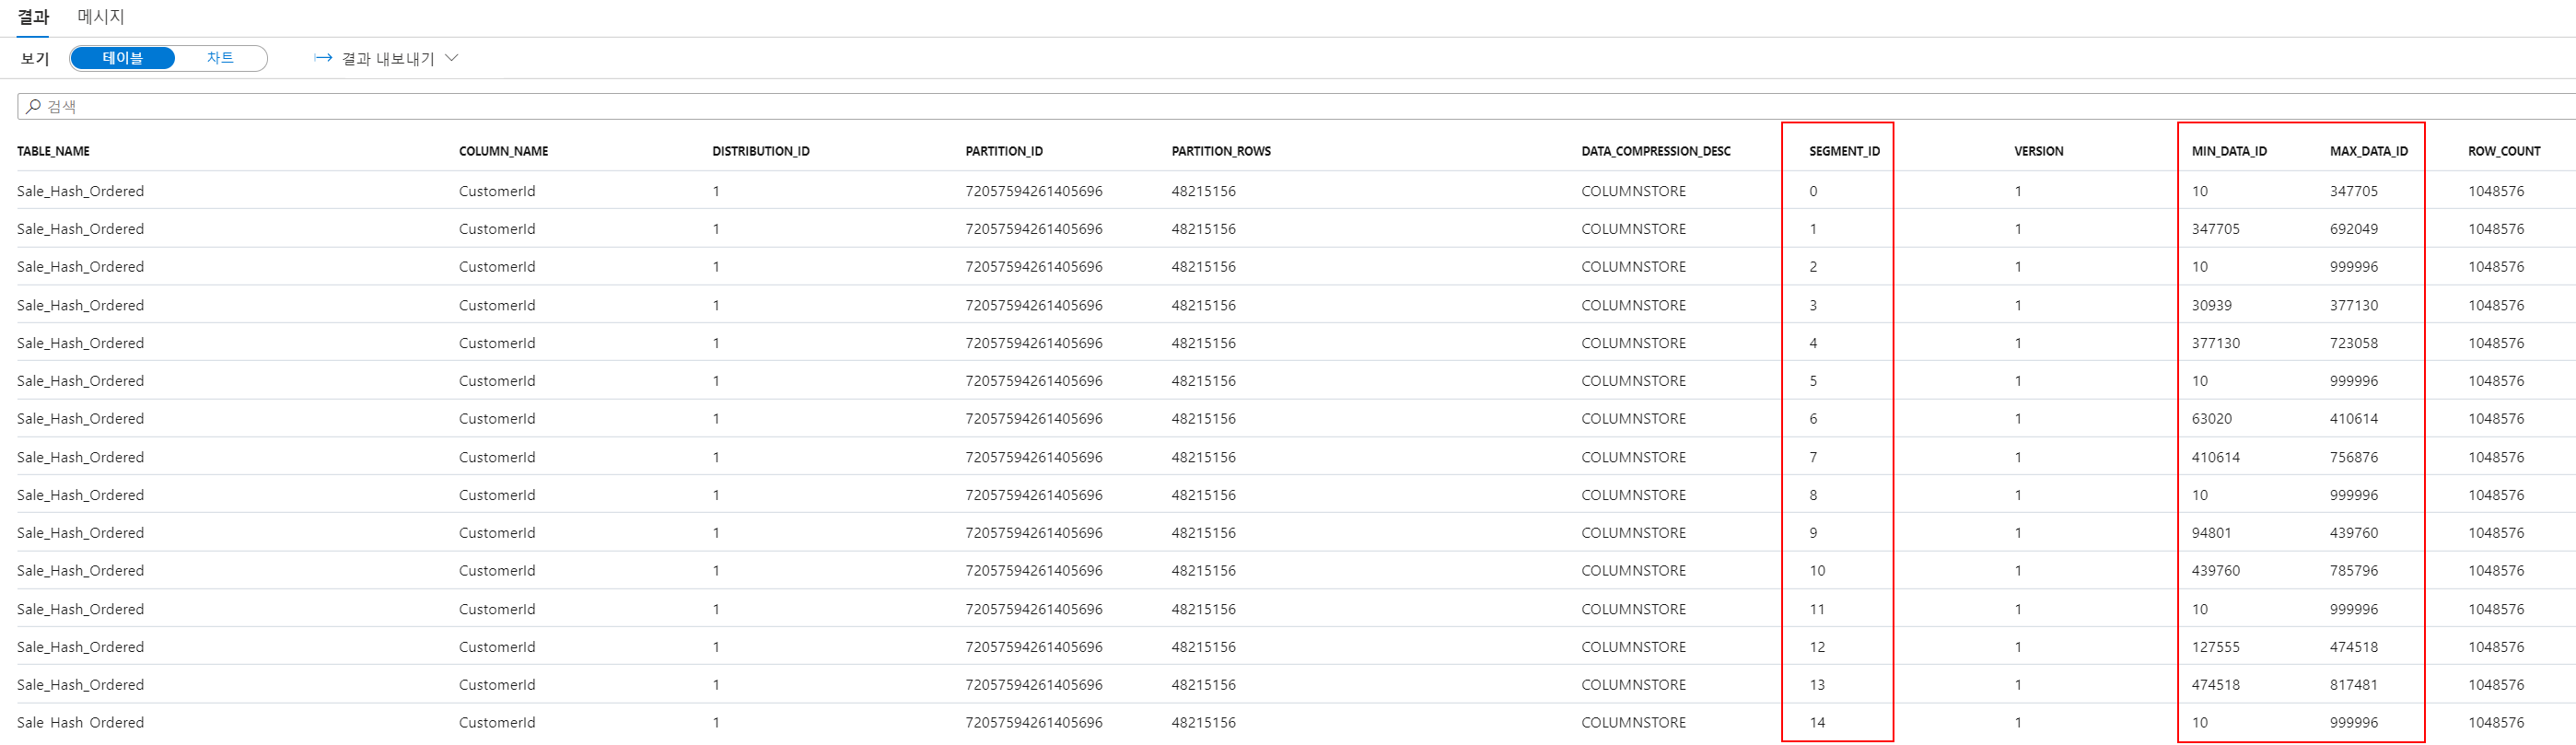 결과 메시지
보기 테이블 차트 결과 내보내기
검색
TABLE_NAME COLUMN_NAME DISTRIBUTION_ID PARTITION_ID PARTITION_ROWS DATA_COMPRESSION_DESC SEGMENT_ID VERSION MIN_DATA_ID MAX_DATA_ID ROW_COUNT
Sale_Hash_Ordered CustomerId 1 72057594261405696 48215156 COLUMNSTORE 0 1 10 347705 1048576
Sale_Hash_Ordered CustomerId 1 72057594261405696 48215156 COLUMNSTORE 1 1 347705 692049 1048576
Sale_Hash_Ordered CustomerId 1 72057594261405696 48215156 COLUMNSTORE 2 1 10 999996 1048576
Sale_Hash_Ordered CustomerId 1 72057594261405696 48215156 COLUMNSTORE 3 1 30939 377130 1048576
Sale_Hash_Ordered CustomerId 1 72057594261405696 48215156 COLUMNSTORE 4 1 377130 723058 1048576
Sale_Hash_Ordered CustomerId 1 72057594261405696 48215156 COLUMNSTORE 5 1 10 999996 1048576
Sale_Hash_Ordered CustomerId 1 72057594261405696 48215156 COLUMNSTORE 6 1 63020 410614 1048576
Sale_Hash_Ordered CustomerId 1 72057594261405696 48215156 COLUMNSTORE 7 1 410614 756876 1048576
Sale_Hash_Ordered CustomerId 1 72057594261405696 48215156 COLUMNSTORE 8 1 10 999996 1048576
Sale_Hash_Ordered CustomerId 1 72057594261405696 48215156 COLUMNSTORE 9 1 94801 439760 1048576
Sale_Hash_Ordered CustomerId 1 72057594261405696 48215156 COLUMNSTORE 10 1 439760 785796 1048576
Sale_Hash_Ordered CustomerId 1 72057594261405696 48215156 COLUMNSTORE 11 1 10 999996 1048576
Sale_Hash_Ordered CustomerId 1 72057594261405696 48215156 COLUMNSTORE 12 1 127555 474518 1048576
Sale_Hash_Ordered CustomerId 1 72057594261405696 48215156 COLUMNSTORE 13 1 474518 817481 1048576
Sale_Hash_Ordered CustomerId 1 72057594261405696 48215156 COLUMNSTORE 14 1 10 999996 1048576